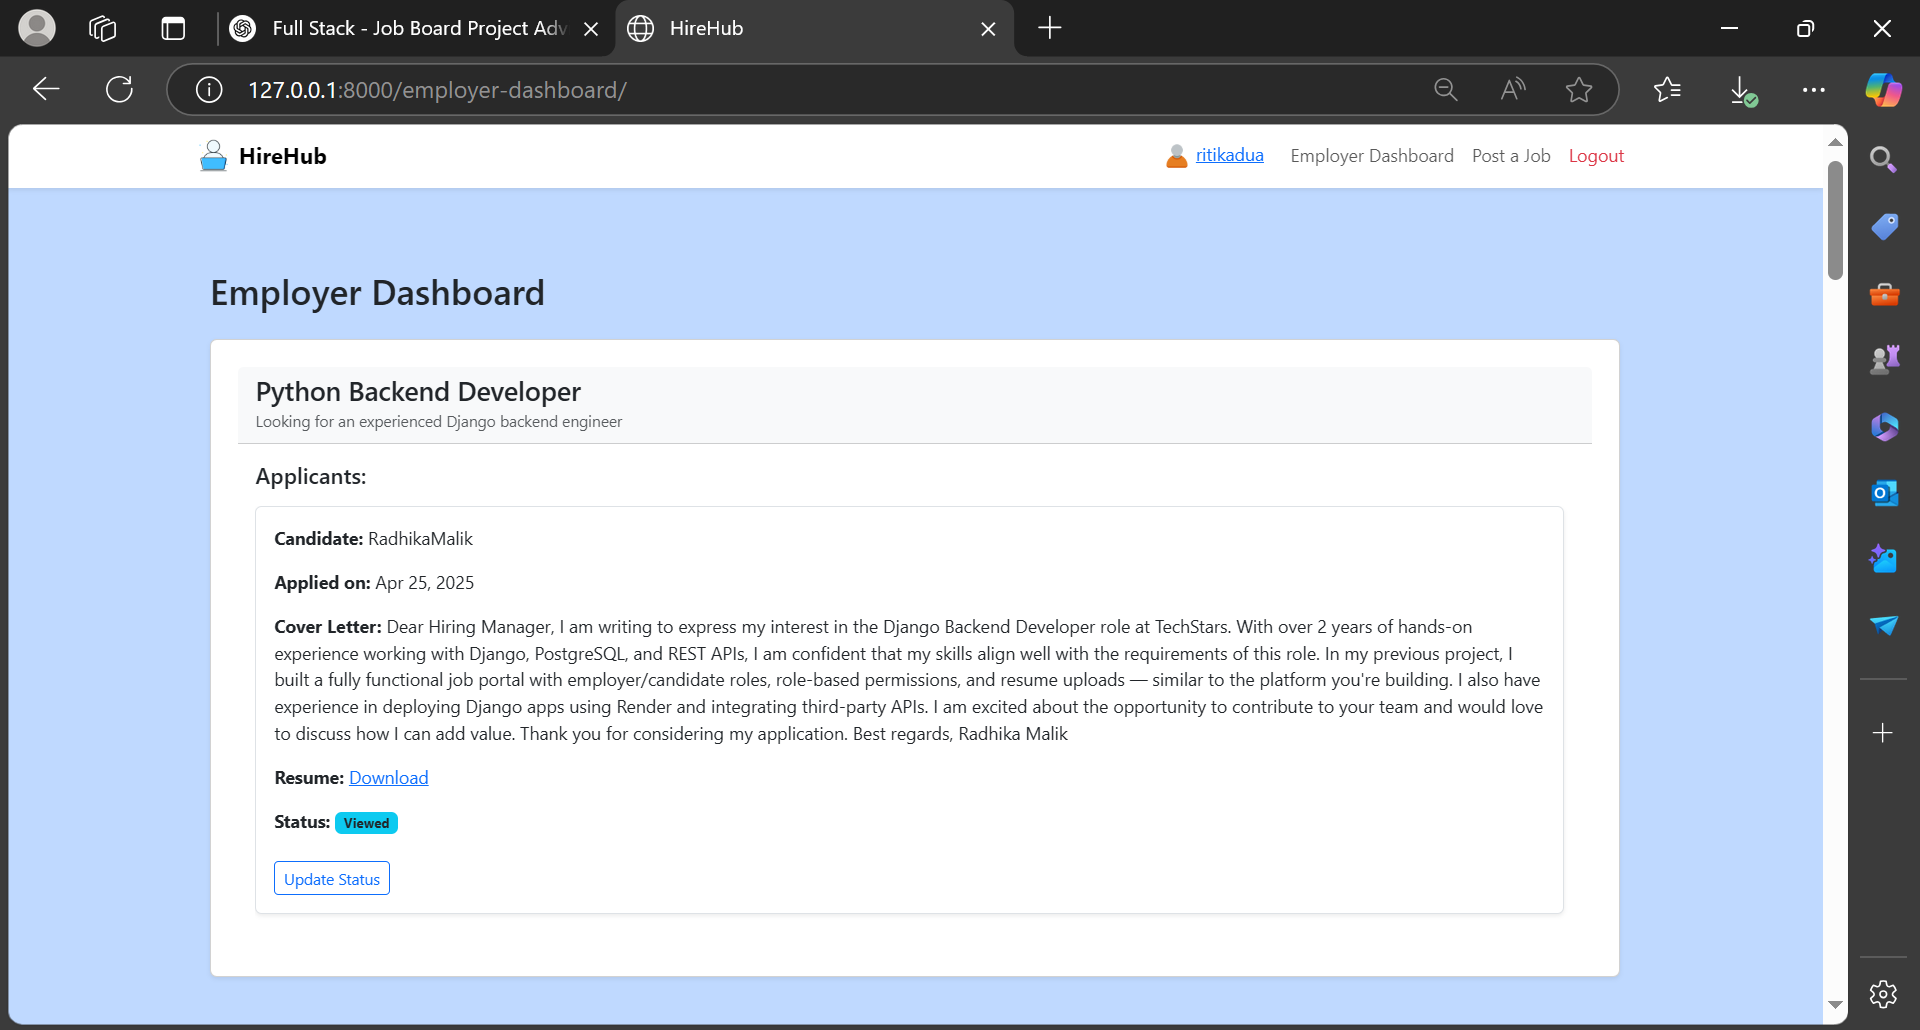 Full Stack - Job Board Project Adv
HireHub
127.0.0.1:8000/employer-dashboard/
HireHub
ritikadua
Employer Dashboard
Post a Job
Logout
Employer Dashboard
Python Backend Developer
Looking for an experienced Django backend engineer
Applicants:
Candidate: RadhikaMalik
Applied on: Apr 25, 2025
Cover Letter: Dear Hiring Manager, I am writing to express my interest in the Django Backend Developer role at TechStars. With over 2 years of hands-on
experience working with Django, PostgreSQL, and REST APIs, I am confident that my skills align well with the requirements of this role. In my previous project, I
built a fully functional job portal with employer/candidate roles, role-based permissions, and resume uploads — similar to the platform you're building. I also have
experience in deploying Django apps using Render and integrating third-party APIs. I am excited about the opportunity to contribute to your team and would love
to discuss how I can add value. Thank you for considering my application. Best regards, Radhika Malik
Resume: Download
Status: Viewed
Update Status